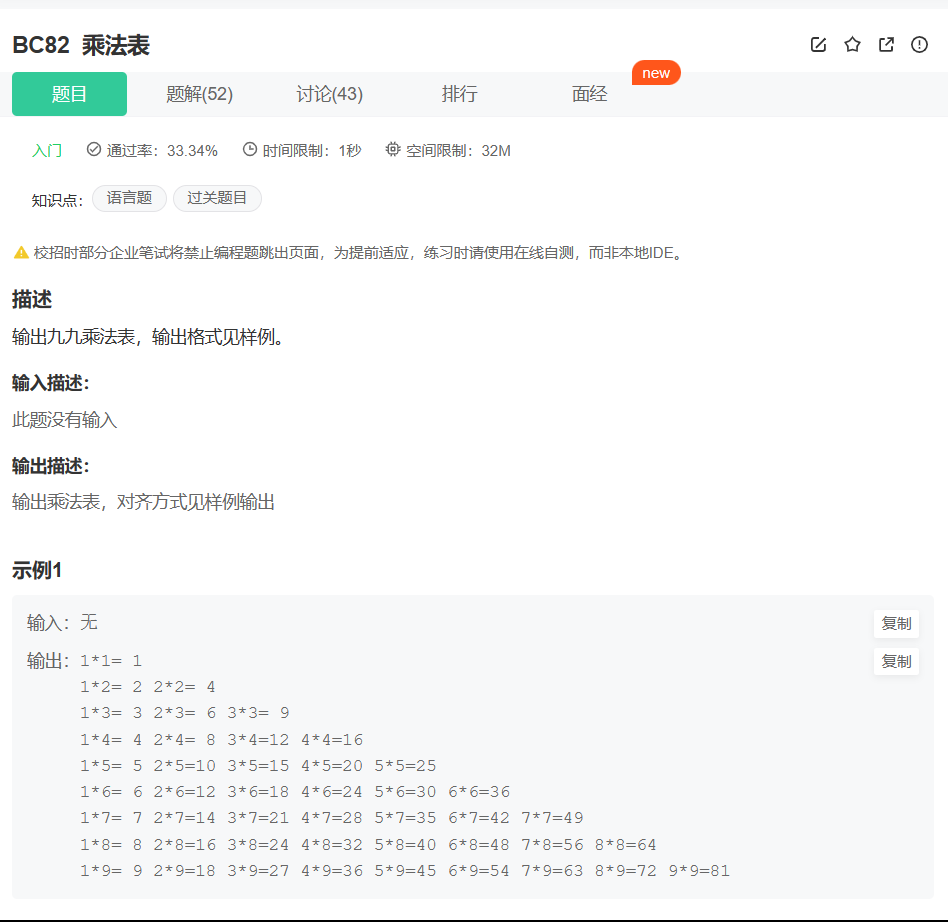 BC82 乘法表
题目 题解(52) 讨论(43) 排行 面经 new
入门 通过率：33.34% 时间限制：1秒 空间限制：32M
知识点： 语言题 过关题目
校招时部分企业笔试将禁止编程题跳出页面，为提前适应，练习时请使用在线自测，而非本地IDE。
描述
输出九九乘法表，输出格式见样例。
输入描述：
此题没有输入
输出描述：
输出乘法表，对齐方式见样例输出
示例1
输入：无 复制
输出：1*1= 1 复制
1*2= 2 2*2= 4
1*3= 3 2*3= 6 3*3= 9
1*4= 4 2*4= 8 3*4=12 4*4=16
1*5= 5 2*5=10 3*5=15 4*5=20 5*5=25
1*6= 6 2*6=12 3*6=18 4*6=24 5*6=30 6*6=36
1*7= 7 2*7=14 3*7=21 4*7=28 5*7=35 6*7=42 7*7=49
1*8= 8 2*8=16 3*8=24 4*8=32 5*8=40 6*8=48 7*8=56 8*8=64
1*9= 9 2*9=18 3*9=27 4*9=36 5*9=45 6*9=54 7*9=63 8*9=72 9*9=81